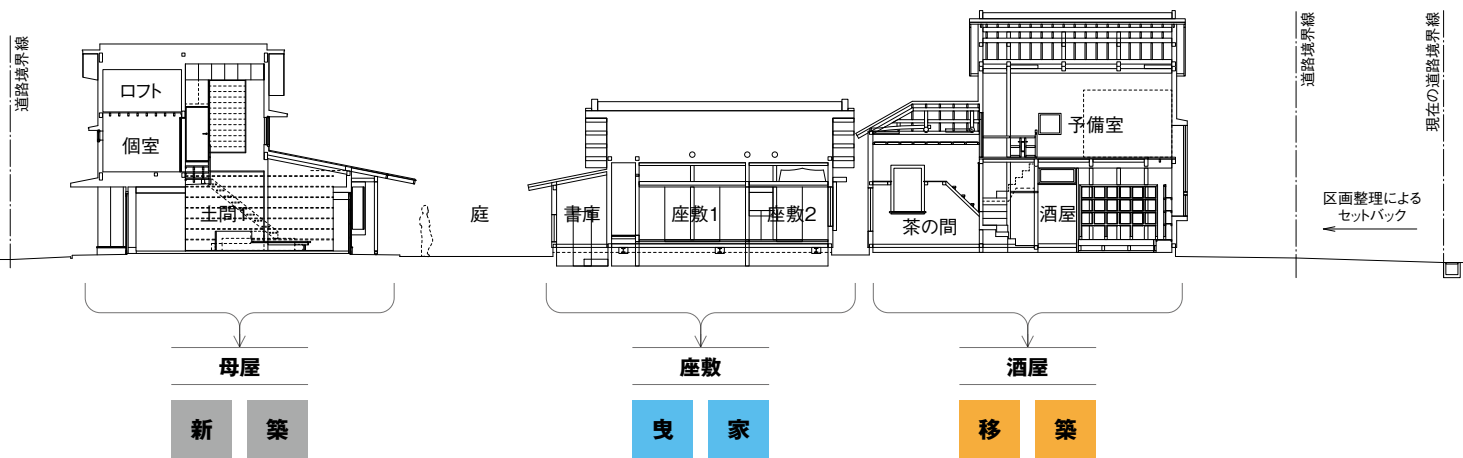 道路境界線
ロフト
個室
土間1
庭
書庫
座敷1
座敷2
茶の間
予備室
酒屋
道路境界線
現在の道路境界線
区画整理による
セットバック
母屋
新築
座敷
曳家
酒屋
移築